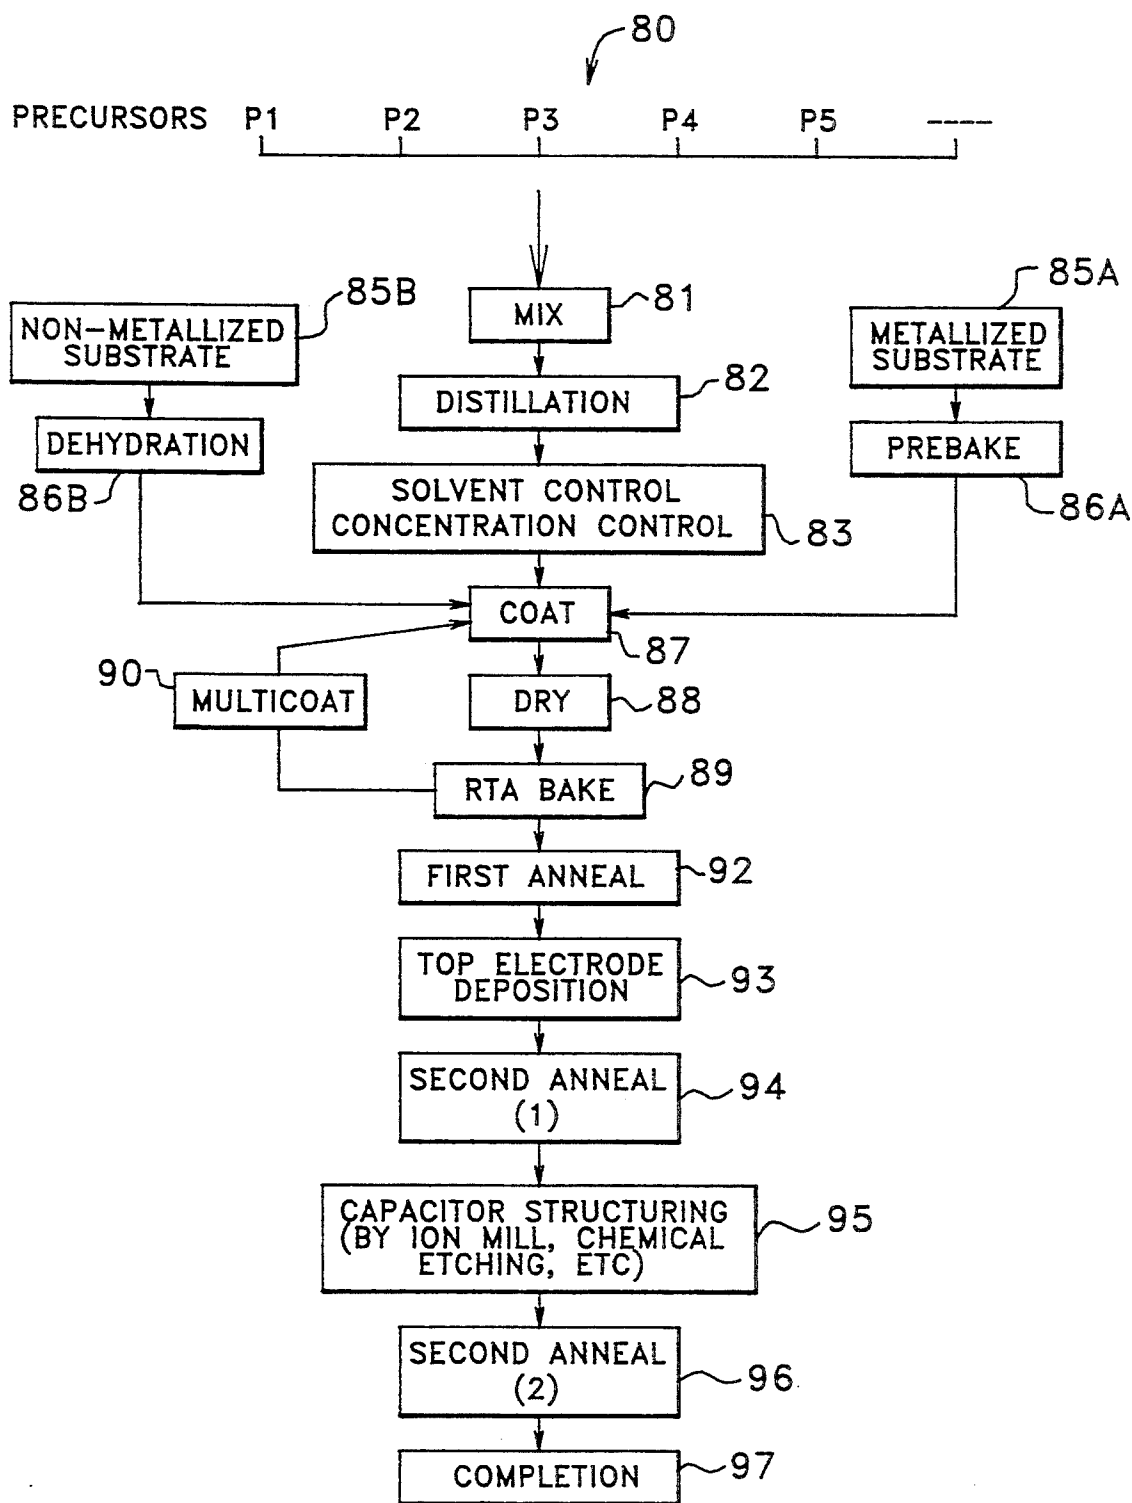 80
PRECURSORS P1 P2 P3 P4 P5 ----
85B
NON-METALLIZED
SUBSTRATE
MIX
81
85A
METALLIZED
SUBSTRATE
DISTILLATION
82
DEHYDRATION
86B
PREBAKE
86A
SOLVENT CONTROL
CONCENTRATION CONTROL
83
COAT
87
90
MULTICOAT
DRY
88
RTA BAKE
89
FIRST ANNEAL
92
TOP ELECTRODE
DEPOSITION
93
SECOND ANNEAL
(1)
94
CAPACITOR STRUCTURING
(BY ION MILL, CHEMICAL
ETCHING, ETC)
95
SECOND ANNEAL
(2)
96
COMPLETION
97